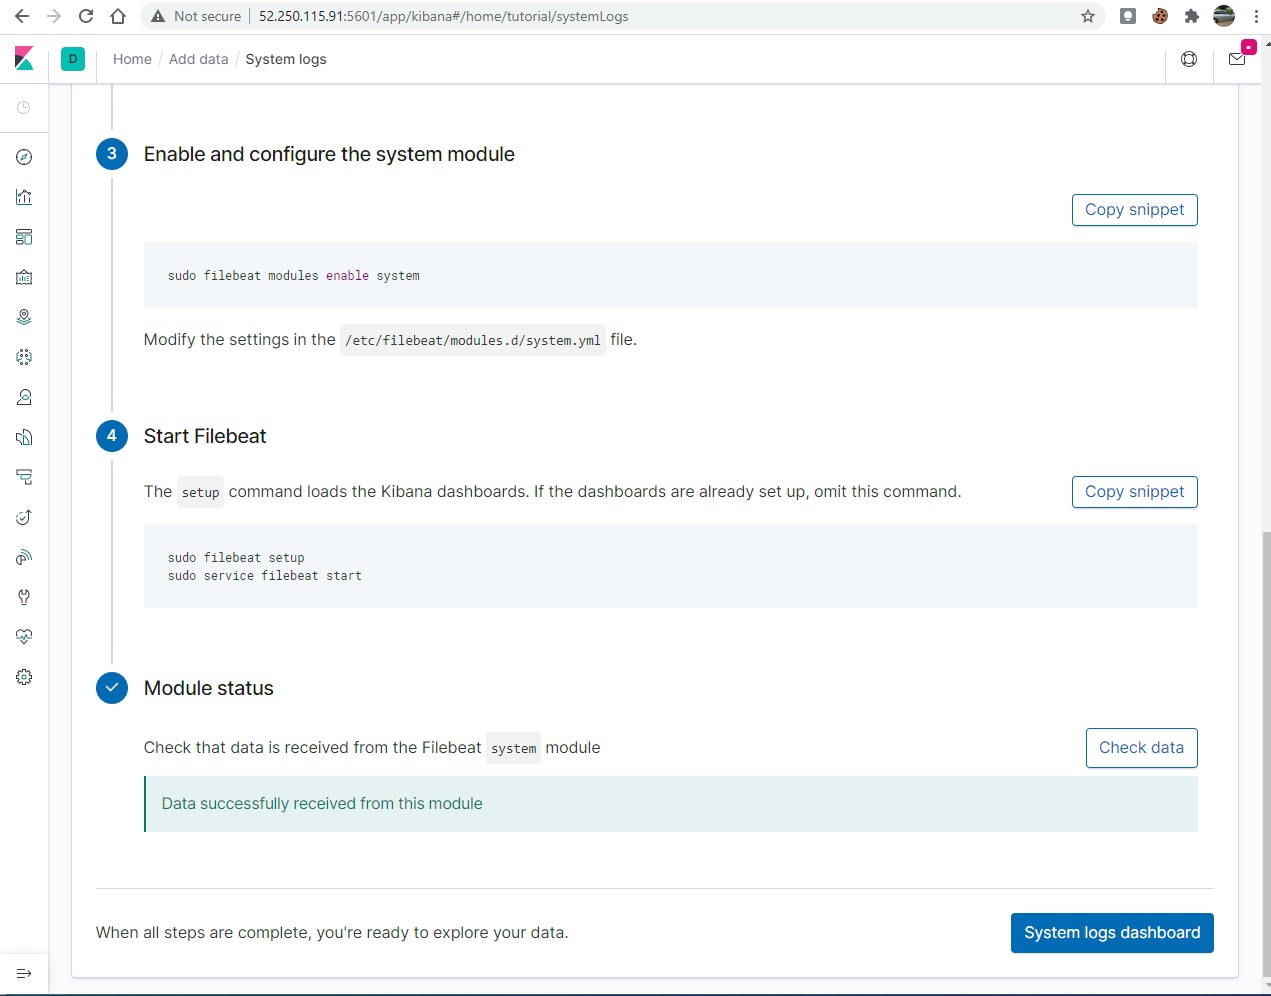 Not secure | 52.250.115.91:5601/app/kibana#/home/tutorial/systemLogs
D Home / Add data / System logs
3 Enable and configure the system module
Copy snippet
sudo filebeat modules enable system
Modify the settings in the /etc/filebeat/modules.d/system.yml file.
4 Start Filebeat
The setup command loads the Kibana dashboards. If the dashboards are already set up, omit this command.
Copy snippet
sudo filebeat setup
sudo service filebeat start
Module status
Check that data is received from the Filebeat system module
Check data
Data successfully received from this module
When all steps are complete, you're ready to explore your data.
System logs dashboard